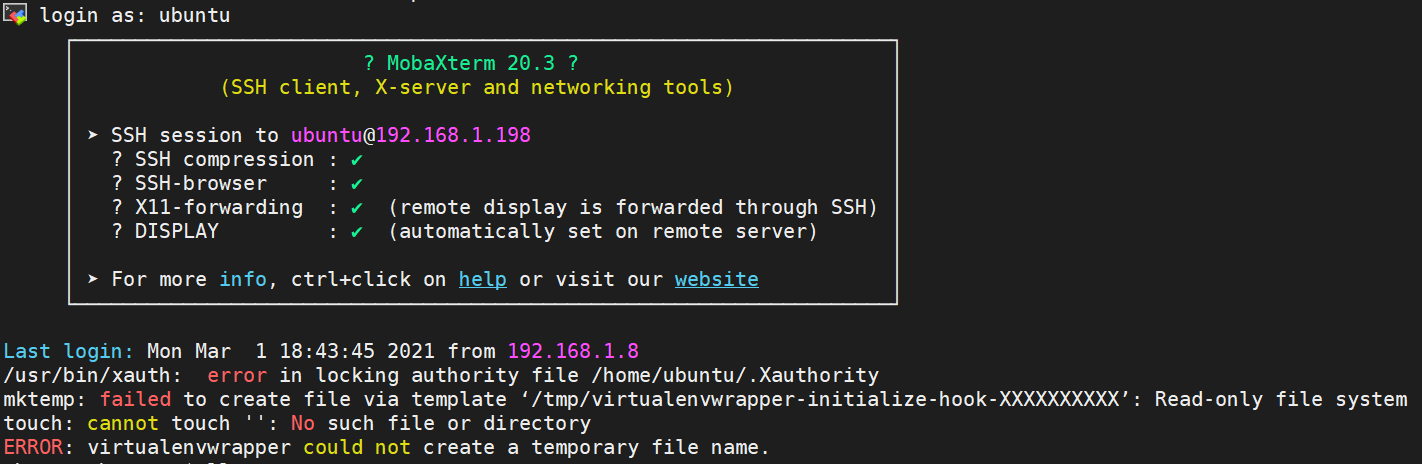 login as: ubuntu
? MobaXterm 20.3 ?
(SSH client, X-server and networking tools)
➤ SSH session to ubuntu@192.168.1.198
? SSH compression : ✔
? SSH-browser     : ✔
? X11-forwarding  : ✔  (remote display is forwarded through SSH)
? DISPLAY         : ✔  (automatically set on remote server)
➤ For more info, ctrl+click on help or visit our website
Last login: Mon Mar  1 18:43:45 2021 from 192.168.1.8
/usr/bin/xauth:  error in locking authority file /home/ubuntu/.Xauthority
mktemp: failed to create file via template ‘/tmp/virtualenvwrapper-initialize-hook-XXXXXXXXXX’: Read-only file system
touch: cannot touch '': No such file or directory
ERROR: virtualenvwrapper could not create a temporary file name.